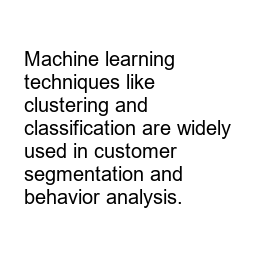 Machine learning
techniques like
clustering and
classification are widely
used in customer
segmentation and
behavior analysis.